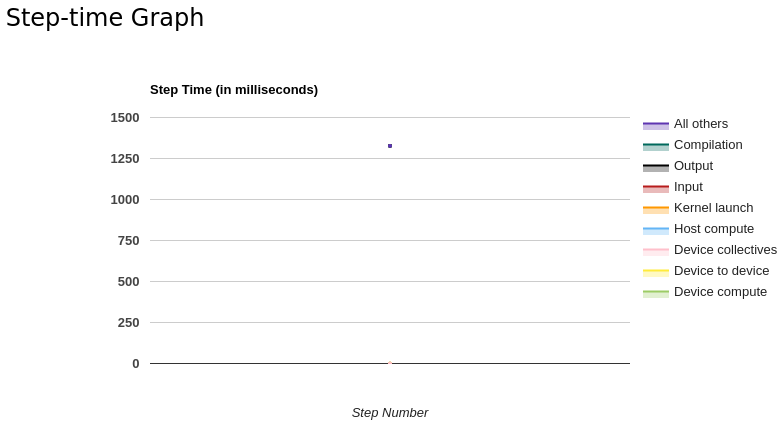 Step-time Graph
Step Time (in milliseconds)
1500
1250
1000
750
500
250
0
Step Number
All others
Compilation
Output
Input
Kernel launch
Host compute
Device collectives
Device to device
Device compute